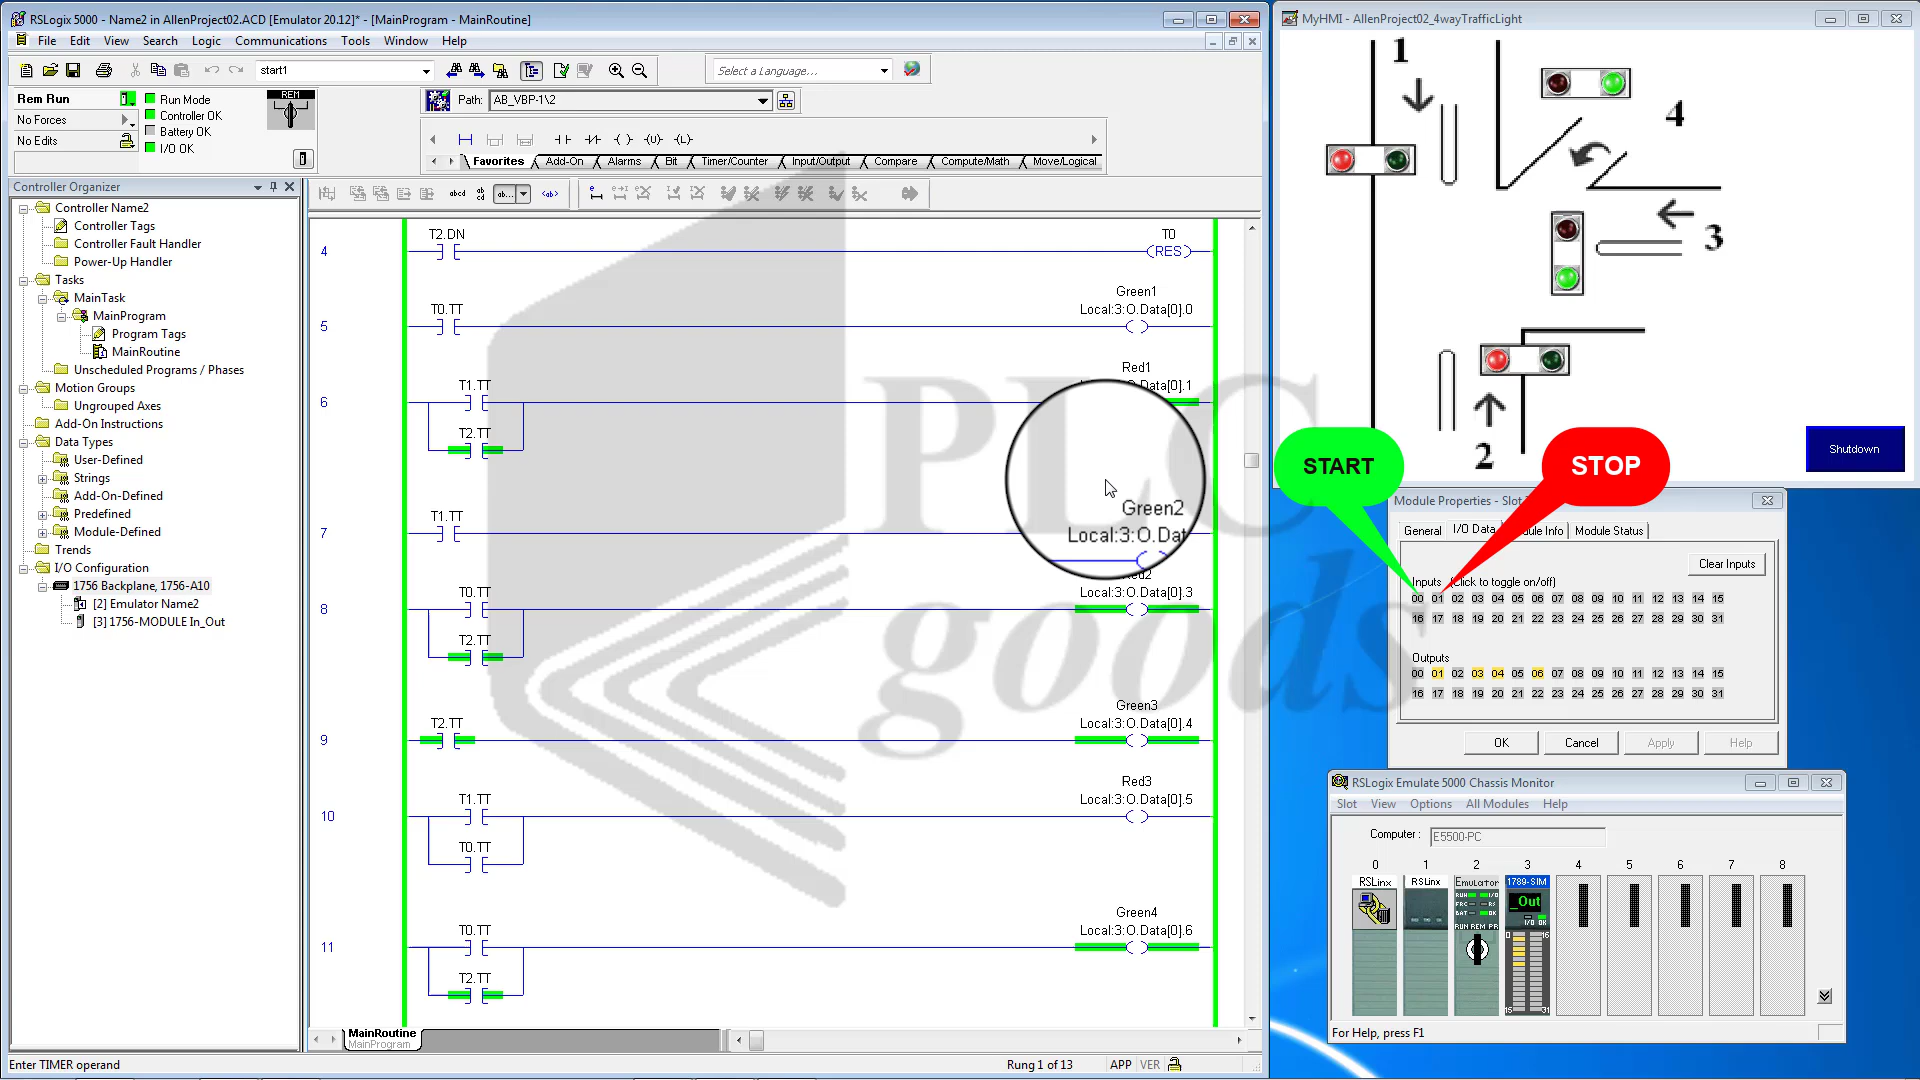 RSLogix 5000 - Name2 in AllenProject02.ACD [Emulator 20.12]* - [MainProgram - MainRoutine]
File Edit View Search Logic Communications Tools Window Help
start1
Select a Language...
Rem Run
No Forces
No Edits
Run Mode
Controller OK
Battery OK
I/O OK
REM
Path: AB_VBP-1\2
Favorites Add-On Alarms Bit Timer/Counter Input/Output Compare Compute/Math Move/Logical
Controller Organizer
Controller Name2
Controller Tags
Controller Fault Handler
Power-Up Handler
Tasks
MainTask
MainProgram
Program Tags
MainRoutine
Unscheduled Programs / Phases
Motion Groups
Ungrouped Axes
Add-On Instructions
Data Types
User-Defined
Strings
Add-On-Defined
Predefined
Module-Defined
Trends
I/O Configuration
1756 Backplane, 1756-A10
[2] Emulator Name2
[3] 1756-MODULE In_Out
T2.DN T0
4 RES
Green1
T0.TT Local:3:O.Data[0].0
5
Red1
T1.TT O.Data[0].1
6
T2.TT
Green2
T1.TT Local:3:O.Dat
7
T0.TT Local:3:O.Data[0].3
8
T2.TT
Green3
T2.TT Local:3:O.Data[0].4
9
Red3
T1.TT Local:3:O.Data[0].5
10
T0.TT
Green4
T0.TT Local:3:O.Data[0].6
11
T2.TT
PLC
goods
MainRoutine
MainProgram
Enter TIMER operand
Rung 1 of 13 APP VER
MyHMI - AllenProject02_4wayTrafficLight
1
4
3
2
Shutdown
START
STOP
Module Properties - Slot
General I/O Data Module Info Module Status
Clear Inputs
Inputs (Click to toggle on/off)
00 01 02 03 04 05 06 07 08 09 10 11 12 13 14 15
16 17 18 19 20 21 22 23 24 25 26 27 28 29 30 31
Outputs
00 01 02 03 04 05 06 07 08 09 10 11 12 13 14 15
16 17 18 19 20 21 22 23 24 25 26 27 28 29 30 31
OK Cancel Apply Help
RSLogix Emulate 5000 Chassis Monitor
Slot View Options All Modules Help
Computer : E5500-PC
0 1 2 3 4 5 6 7 8
RSLinx RSLinx Emulator 1789-SIM
_Out
For Help, press F1